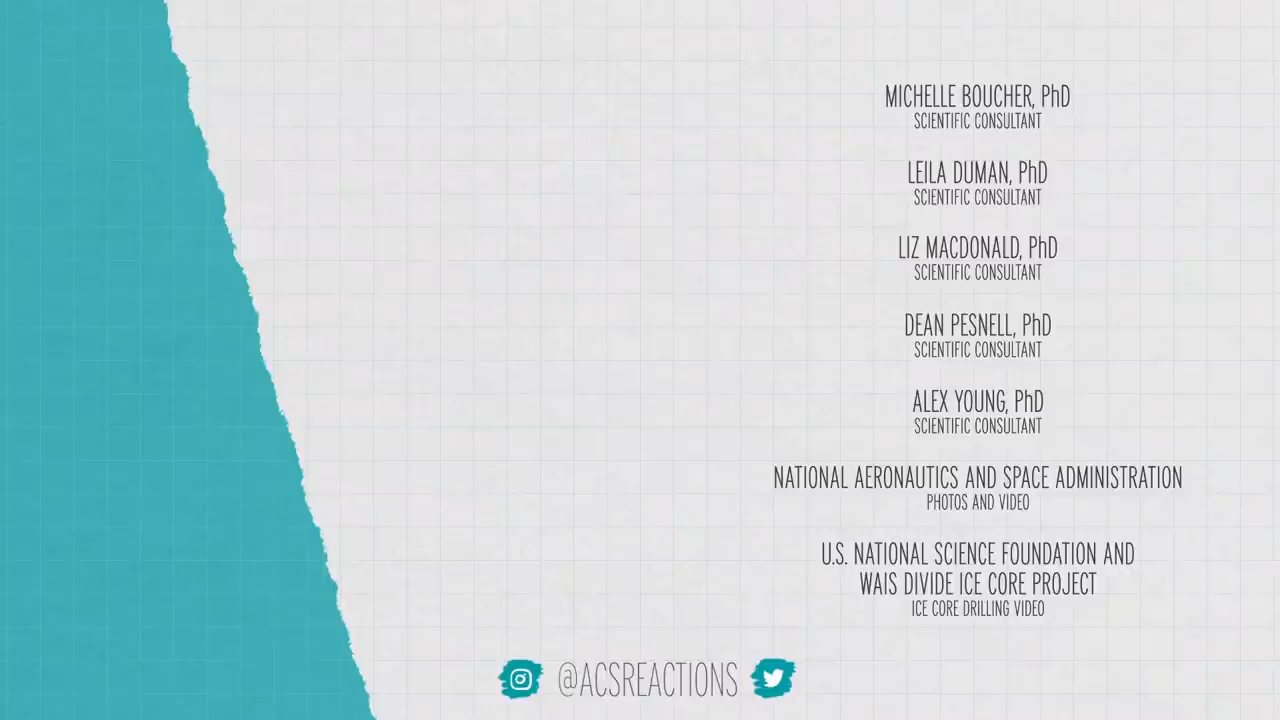 MICHELLE BOUCHER, PhD
SCIENTIFIC CONSULTANT
LEILA DUMAN, PhD
SCIENTIFIC CONSULTANT
LIZ MACDONALD, PhD
SCIENTIFIC CONSULTANT
DEAN PESNELL, PhD
SCIENTIFIC CONSULTANT
ALEX YOUNG, PhD
SCIENTIFIC CONSULTANT
NATIONAL AERONAUTICS AND SPACE ADMINISTRATION
PHOTOS AND VIDEO
U.S. NATIONAL SCIENCE FOUNDATION AND
WAIS DIVIDE ICE CORE PROJECT
ICE CORE DRILLING VIDEO
@ACSREACTIONS